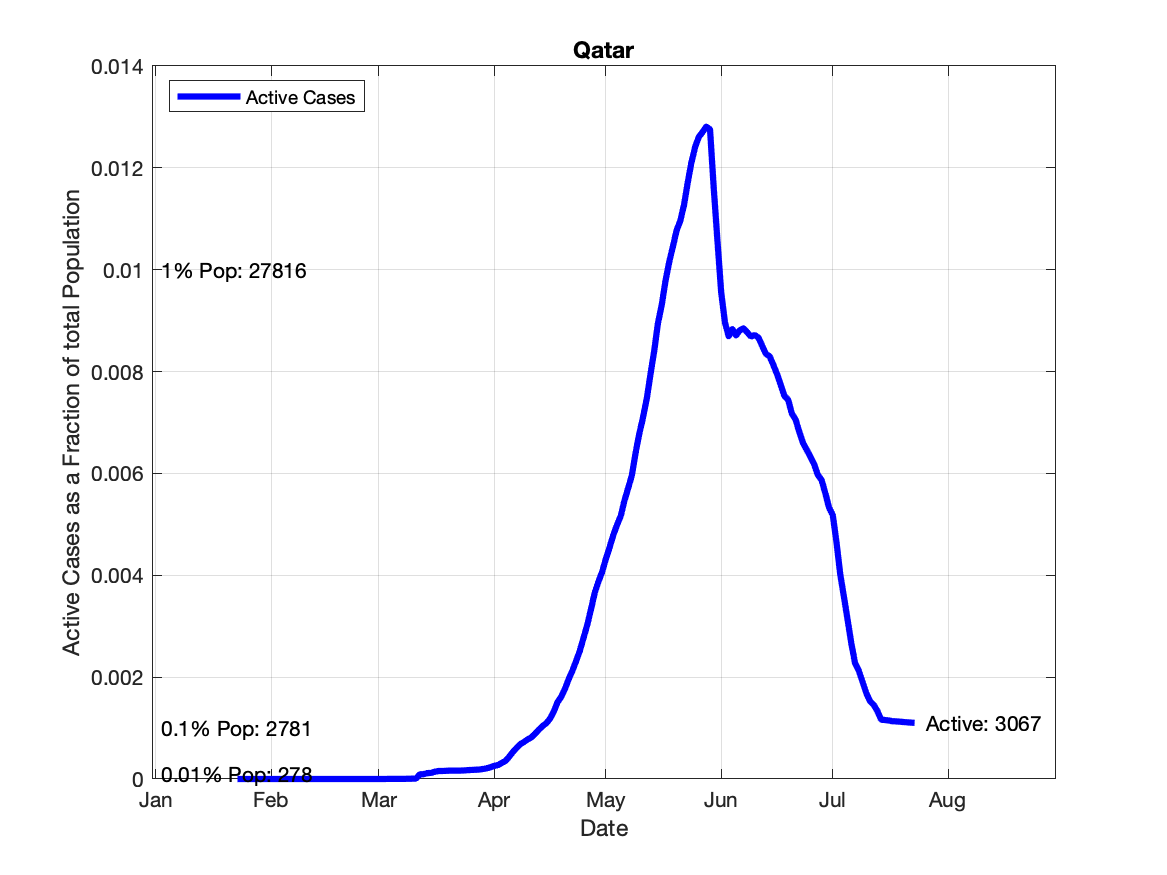 Qatar
Active Cases
0.014
0.012
0.01
0.008
0.006
0.004
0.002
0
Active Cases as a Fraction of total Population
1% Pop: 27816
0.1% Pop: 2781
0.01% Pop: 278
Active: 3067
Jan Feb Mar Apr May Jun Jul Aug
Date